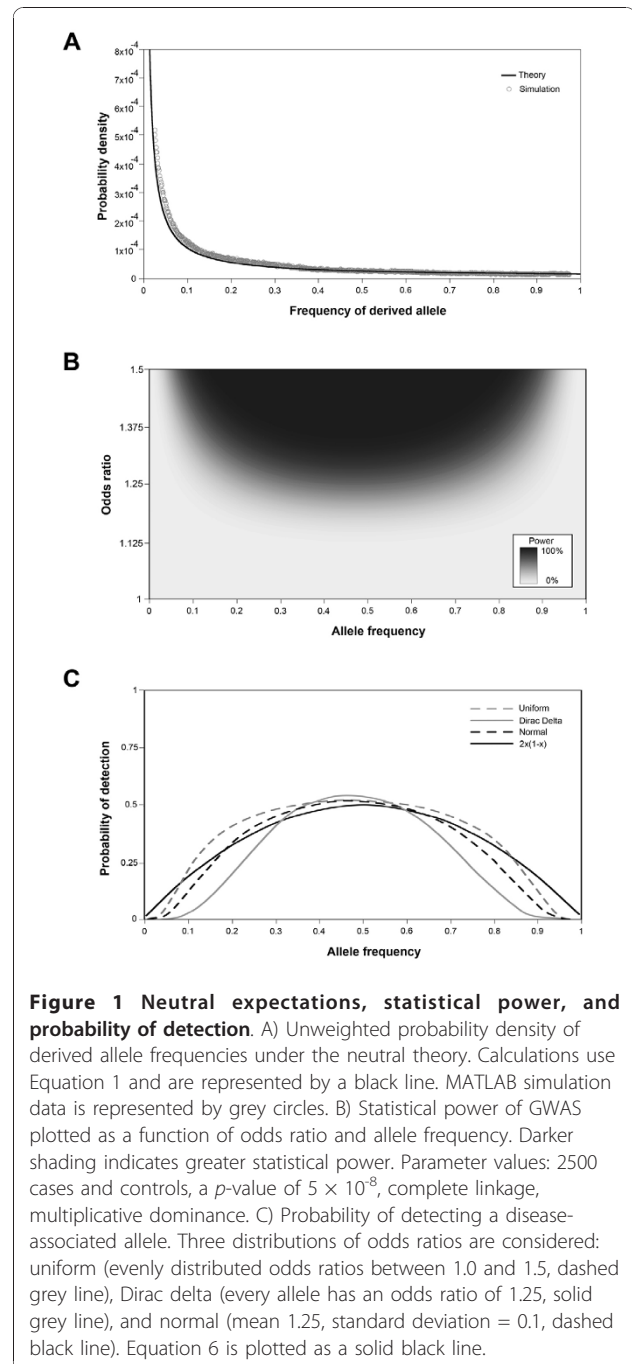 A
8x10-4
7x10-4
6x10-4
5x10-4
4x10-4
3x10-4
2x10-4
1x10-4
0
Probability density
Theory
Simulation
0 0.1 0.2 0.3 0.4 0.5 0.6 0.7 0.8 0.9 1
Frequency of derived allele
B
1.5
1.375
1.25
1.125
1
Odds ratio
Power
100%
0%
0 0.1 0.2 0.3 0.4 0.5 0.6 0.7 0.8 0.9 1
Allele frequency
C
1
0.75
0.5
0.25
0
Probability of detection
Uniform
Dirac Delta
Normal
2x(1-x)
0 0.1 0.2 0.3 0.4 0.5 0.6 0.7 0.8 0.9 1
Allele frequency
Figure 1 Neutral expectations, statistical power, and
probability of detection. A) Unweighted probability density of
derived allele frequencies under the neutral theory. Calculations use
Equation 1 and are represented by a black line. MATLAB simulation
data is represented by grey circles. B) Statistical power of GWAS
plotted as a function of odds ratio and allele frequency. Darker
shading indicates greater statistical power. Parameter values: 2500
cases and controls, a p-value of 5 × 10-8, complete linkage,
multiplicative dominance. C) Probability of detecting a disease-
associated allele. Three distributions of odds ratios are considered:
uniform (evenly distributed odds ratios between 1.0 and 1.5, dashed
grey line), Dirac delta (every allele has an odds ratio of 1.25, solid
grey line), and normal (mean 1.25, standard deviation = 0.1, dashed
black line). Equation 6 is plotted as a solid black line.